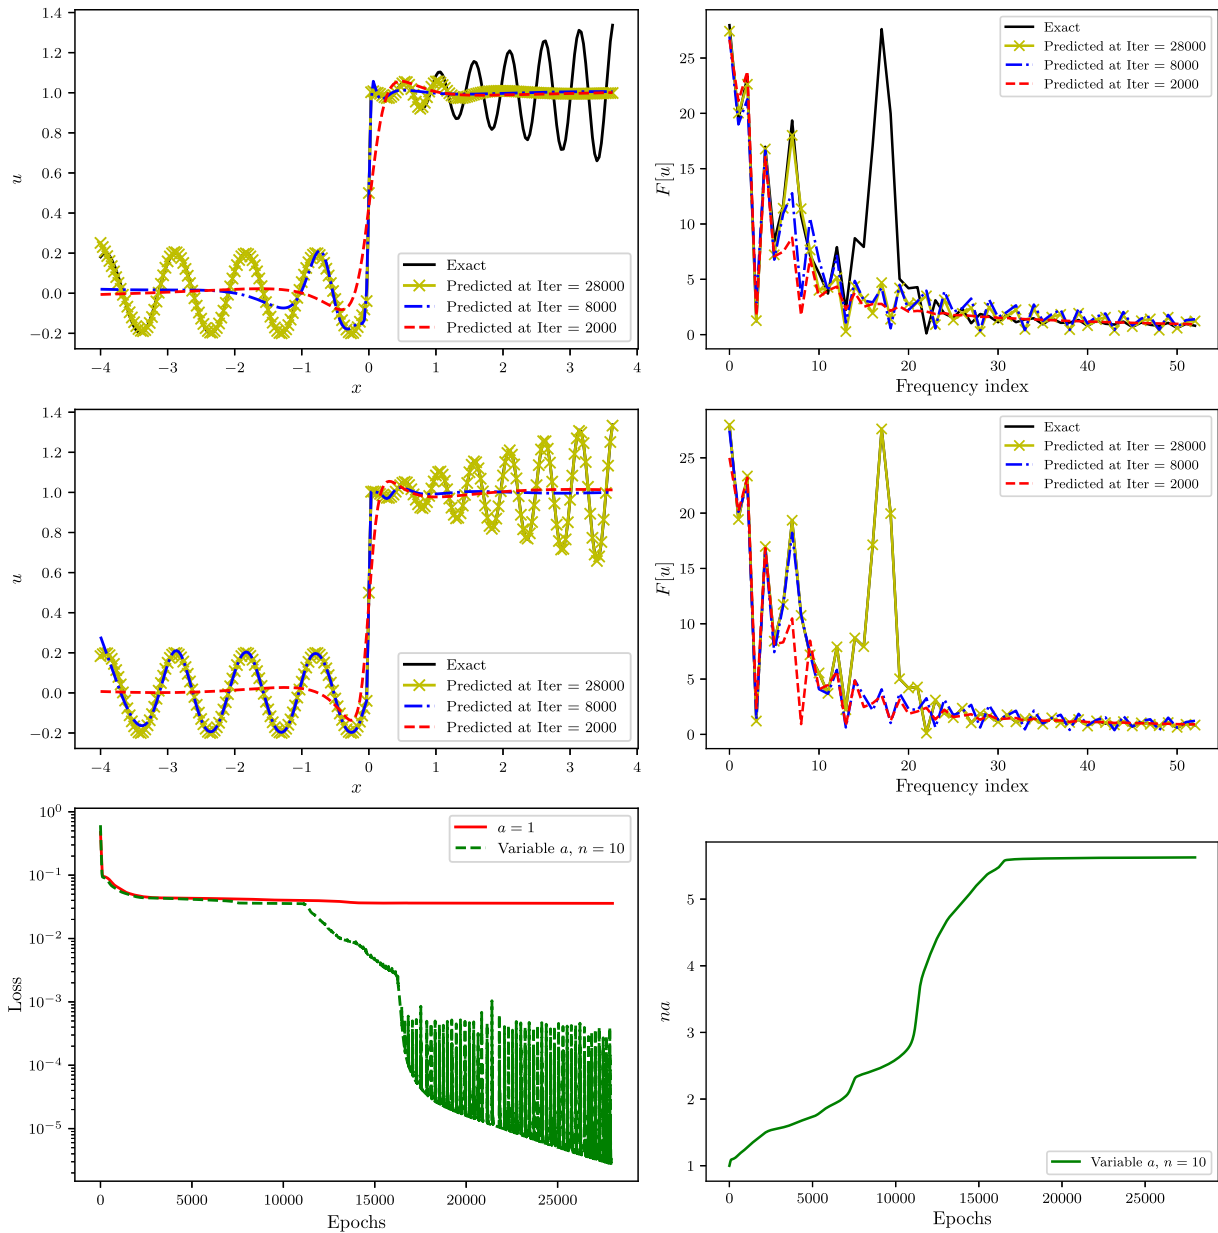 1.4
1.2
1.0
0.8
0.6
0.4
0.2
0.0
−0.2
u
−4
−3
−2
−1
0
1
2
3
4
x
Exact
Predicted at Iter = 28000
Predicted at Iter = 8000
Predicted at Iter = 2000
25
20
15
10
5
0
F[u]
0
10
20
30
40
50
Frequency index
Exact
Predicted at Iter = 28000
Predicted at Iter = 8000
Predicted at Iter = 2000
1.4
1.2
1.0
0.8
0.6
0.4
0.2
0.0
−0.2
u
−4
−3
−2
−1
0
1
2
3
4
x
Exact
Predicted at Iter = 28000
Predicted at Iter = 8000
Predicted at Iter = 2000
25
20
15
10
5
0
F[u]
0
10
20
30
40
50
Frequency index
Exact
Predicted at Iter = 28000
Predicted at Iter = 8000
Predicted at Iter = 2000
10⁰
10⁻¹
10⁻²
10⁻³
10⁻⁴
10⁻⁵
Loss
0
5000
10000
15000
20000
25000
Epochs
a = 1
Variable a, n = 10
5
4
3
2
1
na
0
5000
10000
15000
20000
25000
Epochs
Variable a, n = 10